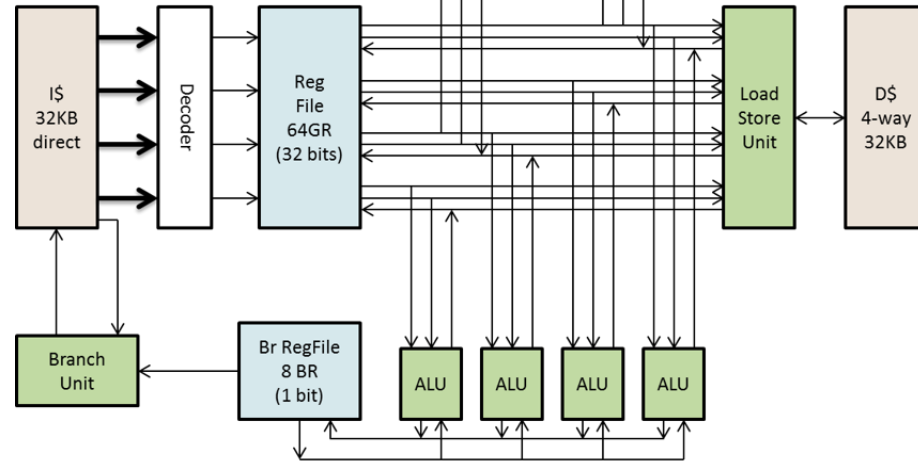 I$
32KB
direct
Decoder
Reg
File
64GR
(32 bits)
Load
Store
Unit
D$
4-way
32KB
Branch
Unit
Br RegFile
8 BR
(1 bit)
ALU
ALU
ALU
ALU